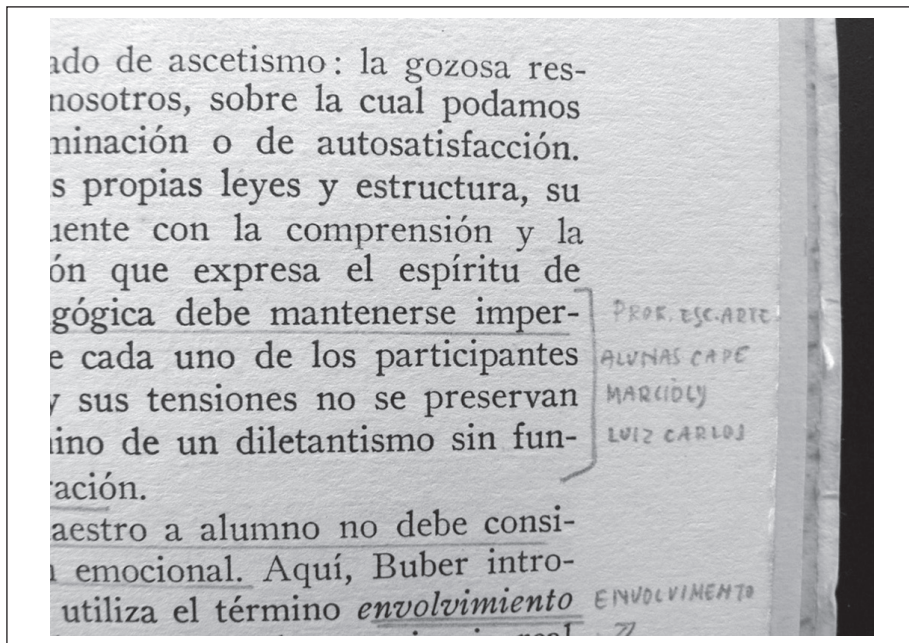 ado de ascetismo: la gozosa res-
nosotros, sobre la cual podamos
minación o de autosatisfacción.
s propias leyes y estructura, su
uente con la comprensión y la
ón que expresa el espíritu de
gógica debe mantenerse imper-
PROF. ESC. ARTE
e cada uno de los participantes
ALUNAS CAPE
y sus tensiones no se preservan
ino de un diletantismo sin fun-
LUIZ CARLOS
ación.
aestro a alumno no debe consi-
emocional. Aquí, Buber intro-
utiliza el término envolvimiento
ENVOLVIMENTO